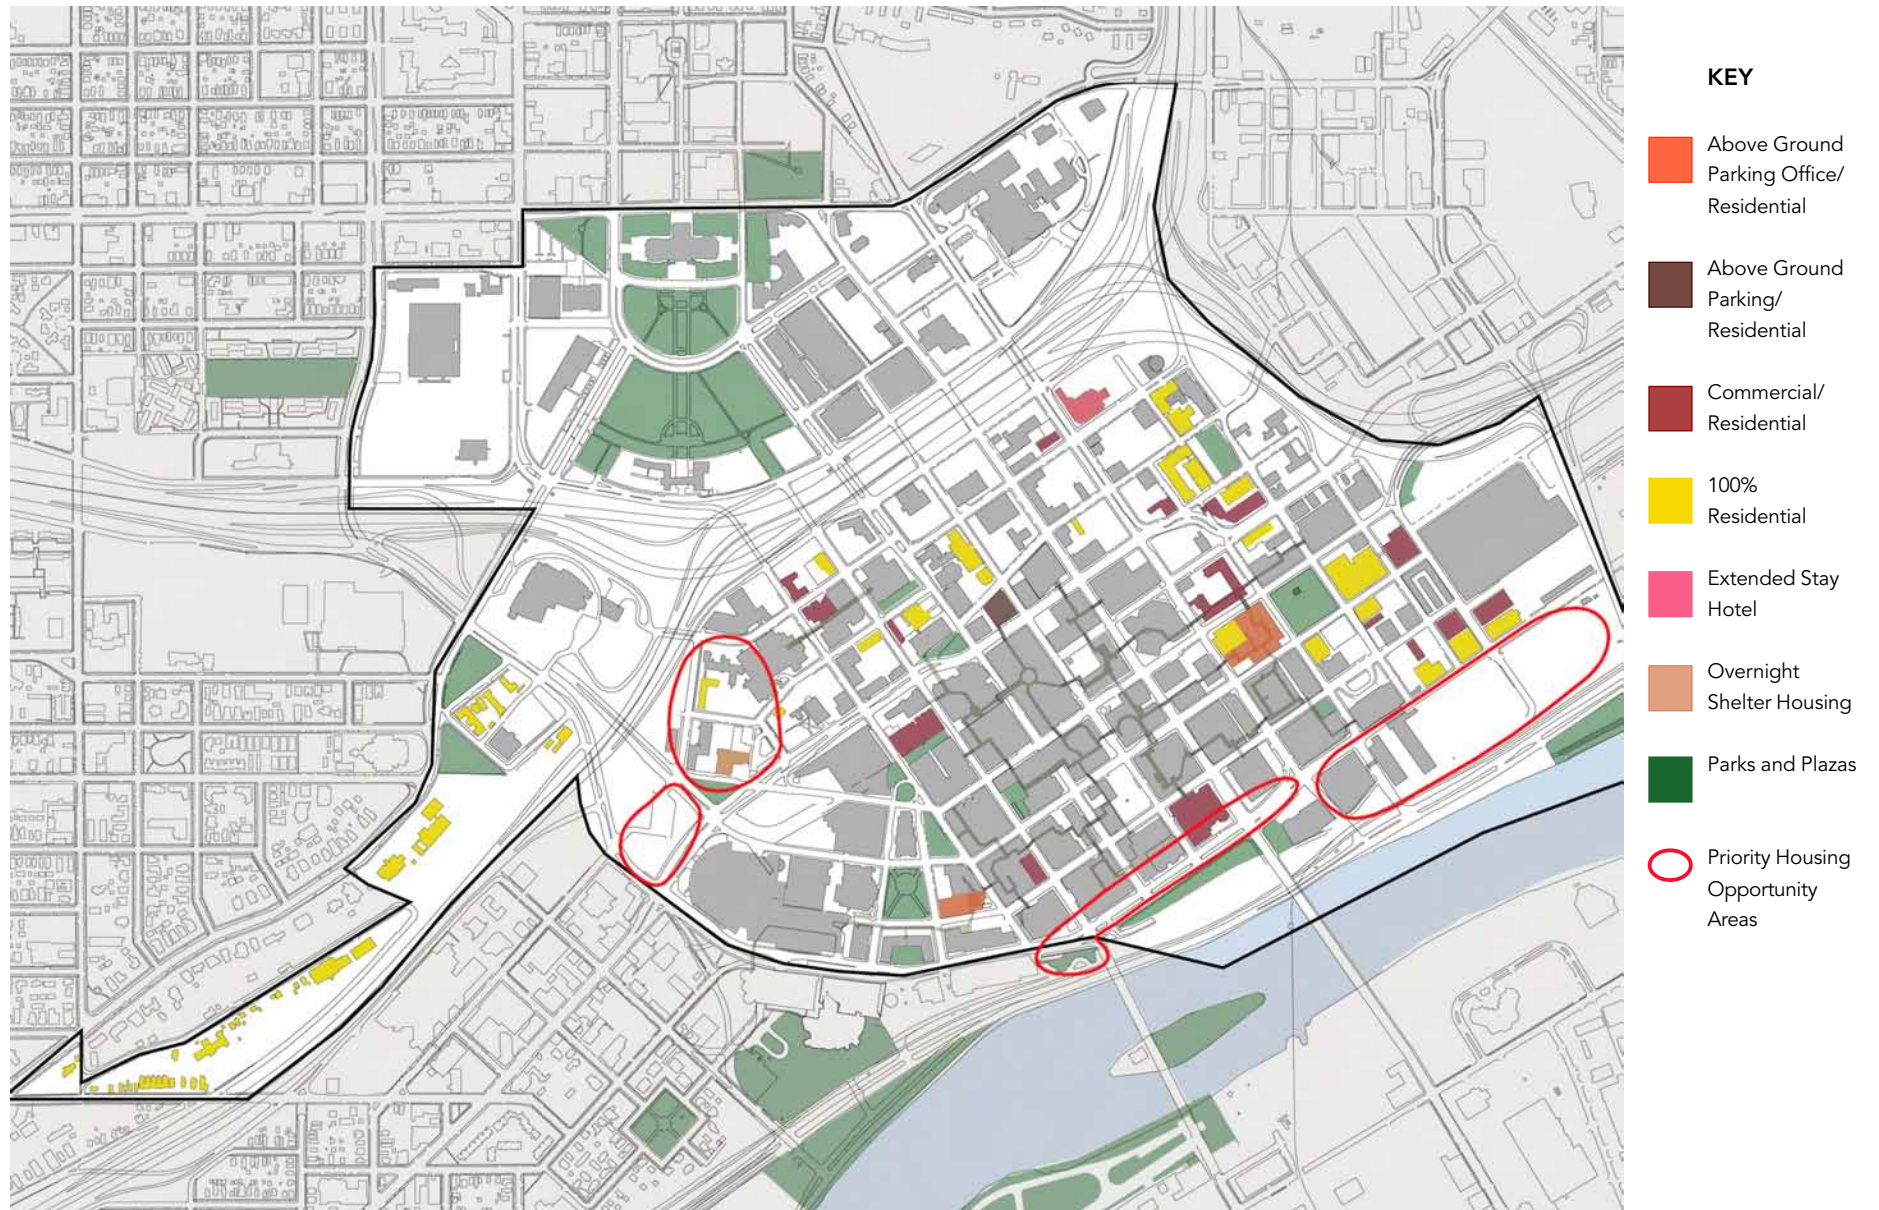 KEY
Above Ground
Parking Office/
Residential
Above Ground
Parking/
Residential
Commercial/
Residential
100%
Residential
Extended Stay
Hotel
Overnight
Shelter Housing
Parks and Plazas
Priority Housing
Opportunity
Areas